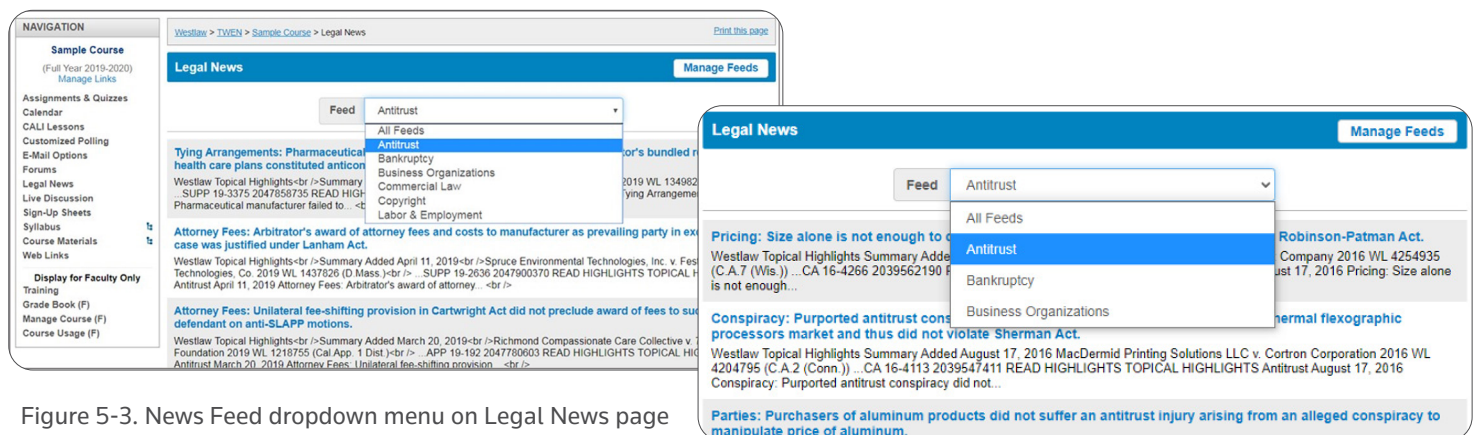 NAVIGATION
Sample Course
(Full Year 2019-2020)
Manage Links
Assignments & Quizzes
Calendar
CALI Lessons
Customized Polling
E-Mail Options
Forums
Legal News
Live Discussion
Sign-Up Sheets
Syllabus
Course Materials
Web Links
Display for Faculty Only
Training
Grade Book (F)
Manage Course (F)
Course Usage (F)
Westlaw > TWEN > Sample Course > Legal News Print this page
Legal News Manage Feeds
Feed Antitrust
All Feeds
Antitrust
Bankruptcy
Business Organizations
Commercial Law
Copyright
Labor & Employment
Tying Arrangements: Pharmaceutical or's bundled
health care plans constituted anticon
Westlaw Topical Highlights<br />Summary 2019 WL 134982
...SUPP 19-3375 2047858735 READ HIGH Tying Arrangeme
Pharmaceutical manufacturer failed to... <b
Attorney Fees: Arbitrator's award of attorney fees and costs to manufacturer as prevailing party in exc
case was justified under Lanham Act.
Westlaw Topical Highlights<br />Summary Added April 11, 2019<br />Spruce Environmental Technologies, Inc. v. Fest
Technologies, Co. 2019 WL 1437826 (D.Mass.)<br /> ...SUPP 19-2636 2047900370 READ HIGHLIGHTS TOPICAL H
Antitrust April 11, 2019 Attorney Fees: Arbitrator's award of attorney... <br />
Attorney Fees: Unilateral fee-shifting provision in Cartwright Act did not preclude award of fees to suc
defendant on anti-SLAPP motions.
Westlaw Topical Highlights<br />Summary Added March 20, 2019<br />Richmond Compassionate Care Collective v. 7
Foundation 2019 WL 1218755 (Cal.App. 1 Dist.)<br /> ...APP 19-192 2047780603 READ HIGHLIGHTS TOPICAL HIG
Antitrust March 20, 2019 Attorney Fees: Unilateral fee-shifting provision... <br />
Legal News Manage Feeds
Feed Antitrust
All Feeds
Antitrust
Bankruptcy
Business Organizations
Pricing: Size alone is not enough to Robinson-Patman Act.
Westlaw Topical Highlights Summary Adde Company 2016 WL 4254935
(C.A.7 (Wis.)) ...CA 16-4266 2039562190 ust 17, 2016 Pricing: Size alone
is not enough...
Conspiracy: Purported antitrust cons hermal flexographic
processors market and thus did not violate Sherman Act.
Westlaw Topical Highlights Summary Added August 17, 2016 MacDermid Printing Solutions LLC v. Cortron Corporation 2016 WL
4204795 (C.A.2 (Conn.)) ...CA 16-4113 2039547411 READ HIGHLIGHTS TOPICAL HIGHLIGHTS Antitrust August 17, 2016
Conspiracy: Purported antitrust conspiracy did not...
Parties: Purchasers of aluminum products did not suffer an antitrust injury arising from an alleged conspiracy to
manipulate price of aluminum.
Figure 5-3. News Feed dropdown menu on Legal News page